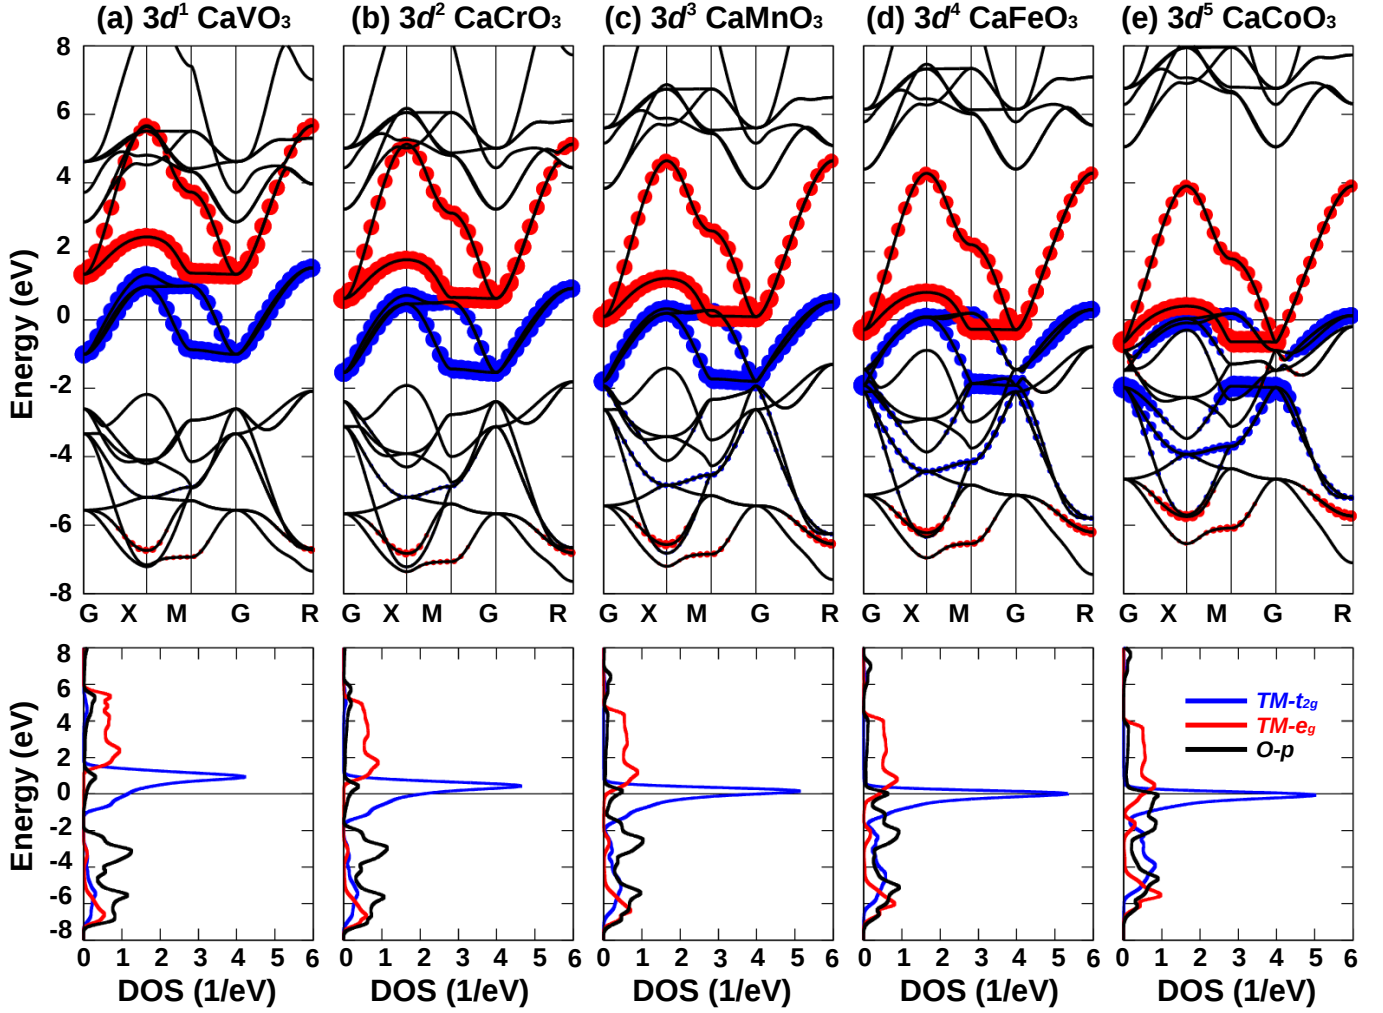 (a) 3d¹ CaVO₃ (b) 3d² CaCrO₃ (c) 3d³ CaMnO₃ (d) 3d⁴ CaFeO₃ (e) 3d⁵ CaCoO₃
8
6
4
2
0
-2
-4
-6
-8
Energy (eV)
G X M G R G X M G R G X M G R G X M G R G X M G R
8
6
4
2
0
-2
-4
-6
-8
Energy (eV)
TM-t₂g
TM-eg
O-p
0 1 2 3 4 5 6 0 1 2 3 4 5 6 0 1 2 3 4 5 6 0 1 2 3 4 5 6 0 1 2 3 4 5 6
DOS (1/eV) DOS (1/eV) DOS (1/eV) DOS (1/eV) DOS (1/eV)